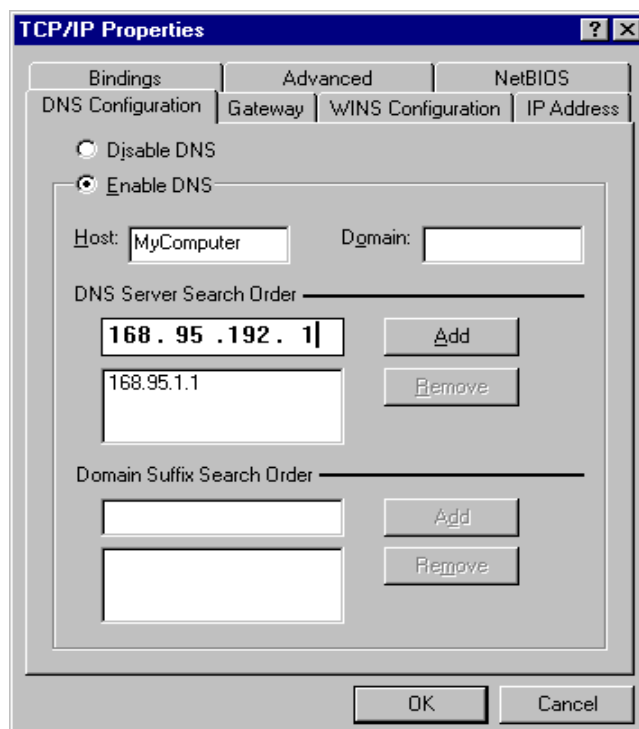 TCP/IP Properties
Bindings Advanced NetBIOS
DNS Configuration Gateway WINS Configuration IP Address
Disable DNS
Enable DNS
Host: MyComputer Domain:
DNS Server Search Order
168. 95 .192. 1 Add
168.95.1.1 Remove
Domain Suffix Search Order
Add
Remove
OK Cancel